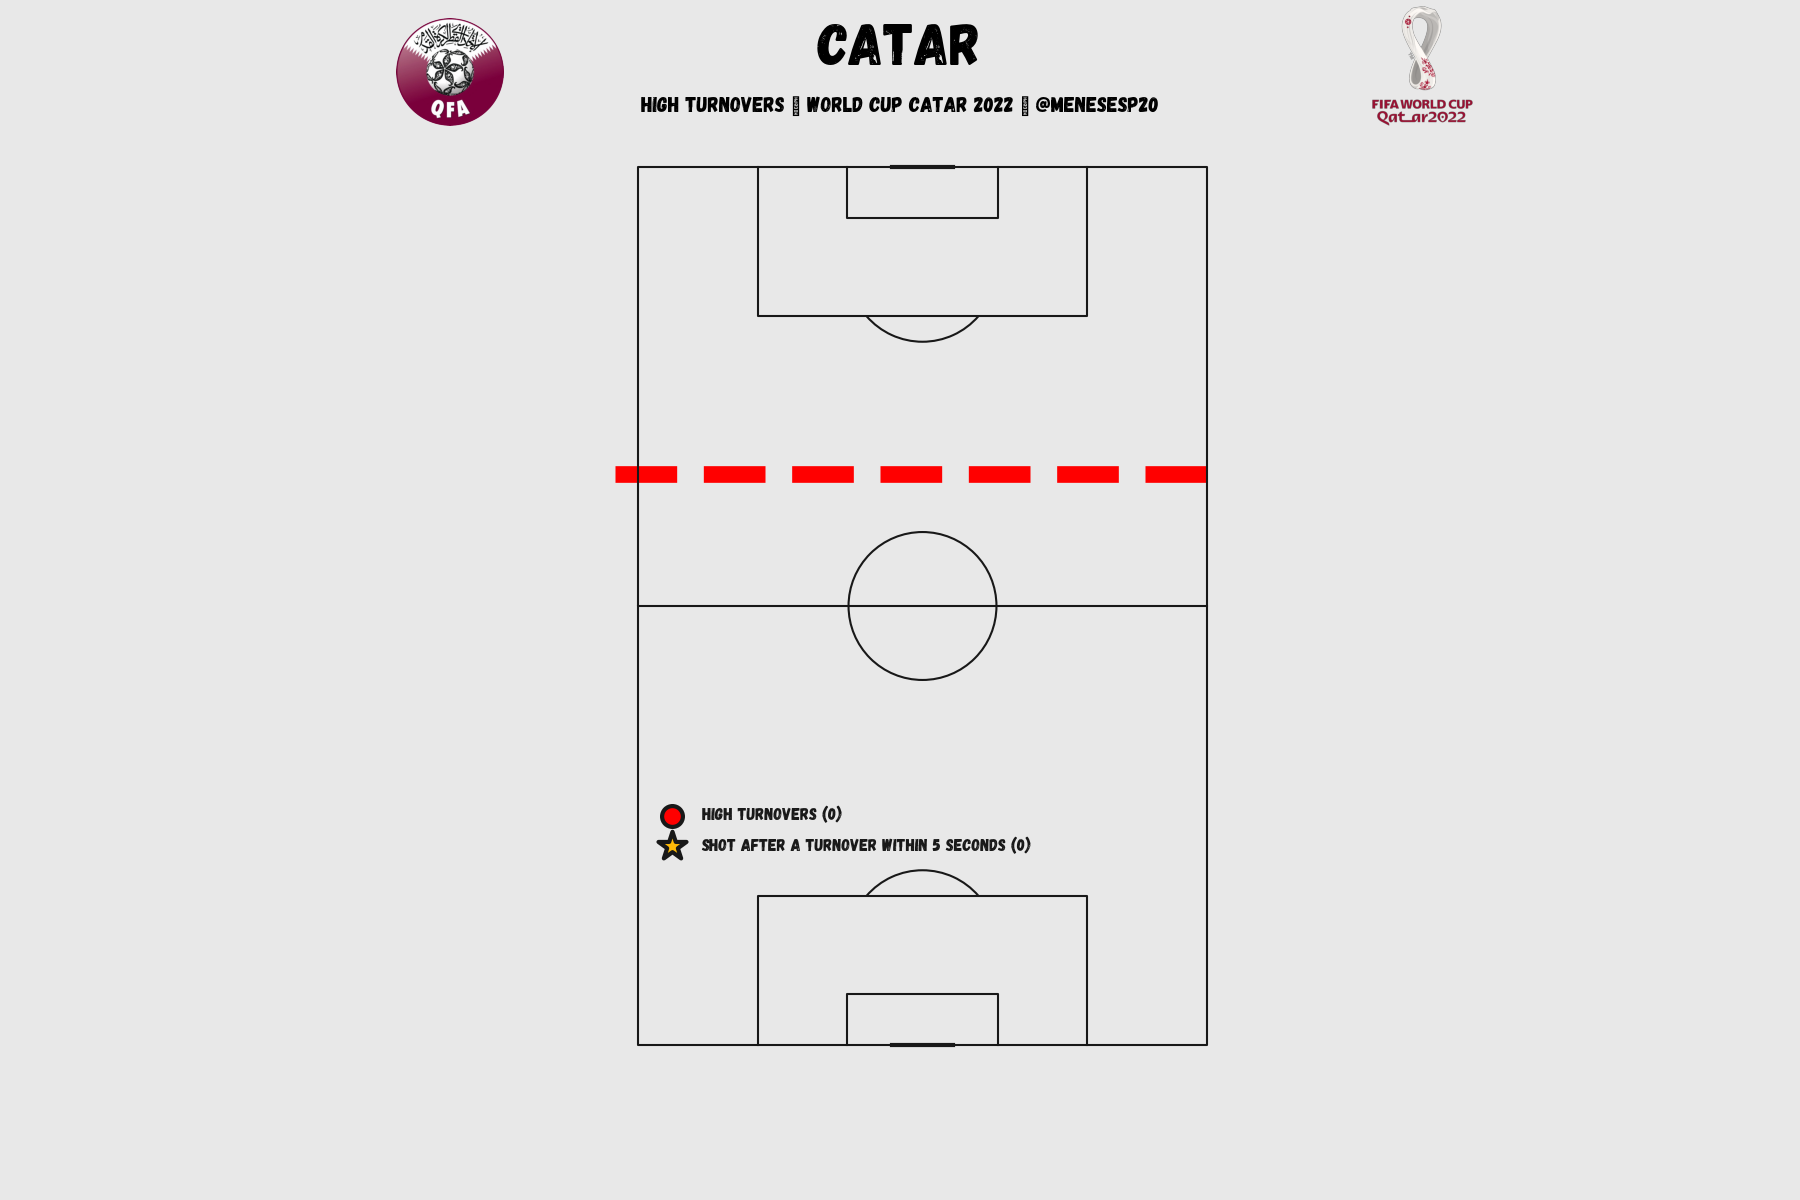 CATAR
HIGH TURNOVERS WORLD CUP CATAR 2022 @MENESESP20
QFA
FIFA WORLD CUP
Qatar2022
HIGH TURNOVERS (0)
SHOT AFTER A TURNOVER WITHIN 5 SECONDS (0)